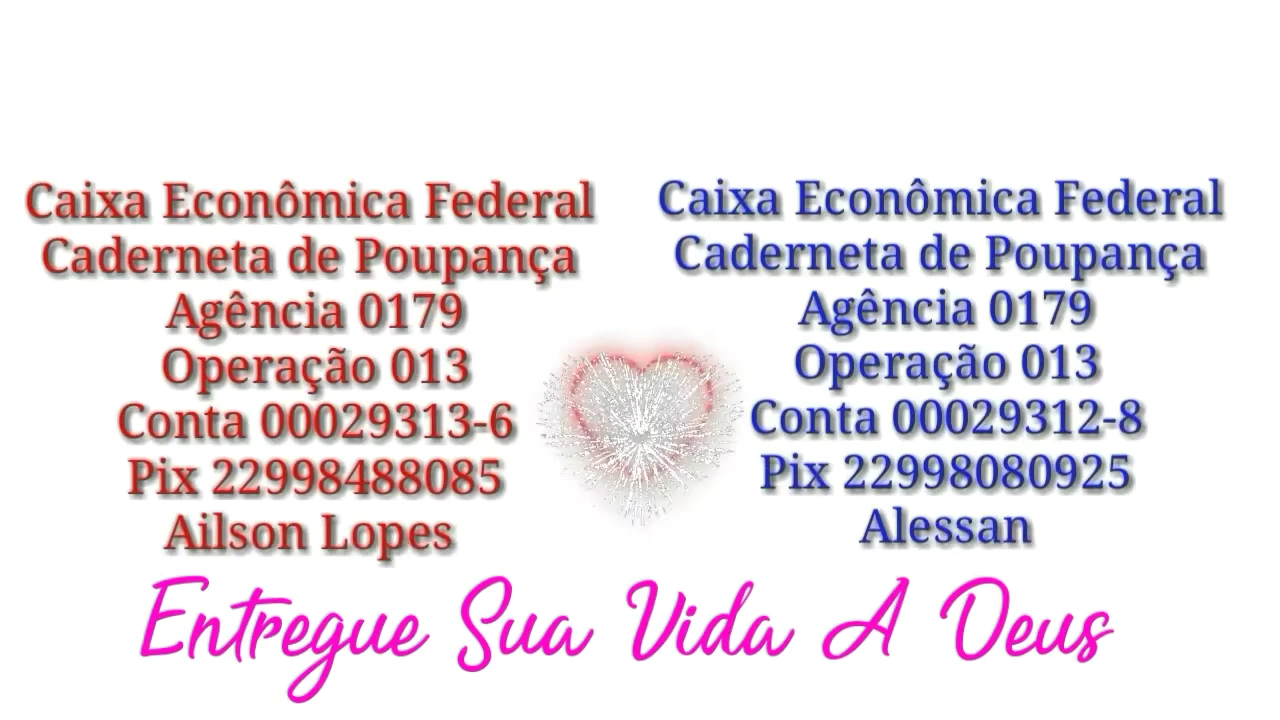 Caixa Econômica Federal
Caderneta de Poupança
Agência 0179
Operação 013
Conta 00029313-6
Pix 22998488085
Ailson Lopes
Caixa Econômica Federal
Caderneta de Poupança
Agência 0179
Operação 013
Conta 00029312-8
Pix 22998080925
Alessan
Entregue Sua Vida A Deus